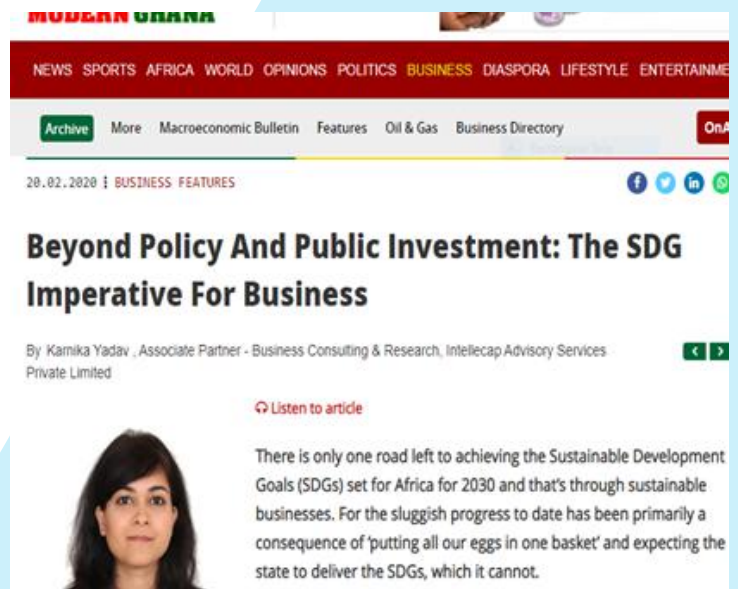 MODERN GHANA
NEWS SPORTS AFRICA WORLD OPINIONS POLITICS BUSINESS DIASPORA LIFESTYLE ENTERTAINME
Archive More Macroeconomic Bulletin Features Oil & Gas Business Directory OnA
20.02.2020 ¦ BUSINESS FEATURES
Beyond Policy And Public Investment: The SDG
Imperative For Business
By Karnika Yadav , Associate Partner - Business Consulting & Research, Intellecap Advisory Services
Private Limited
Listen to article
There is only one road left to achieving the Sustainable Development
Goals (SDGs) set for Africa for 2030 and that's through sustainable
businesses. For the sluggish progress to date has been primarily a
consequence of 'putting all our eggs in one basket' and expecting the
state to deliver the SDGs, which it cannot.